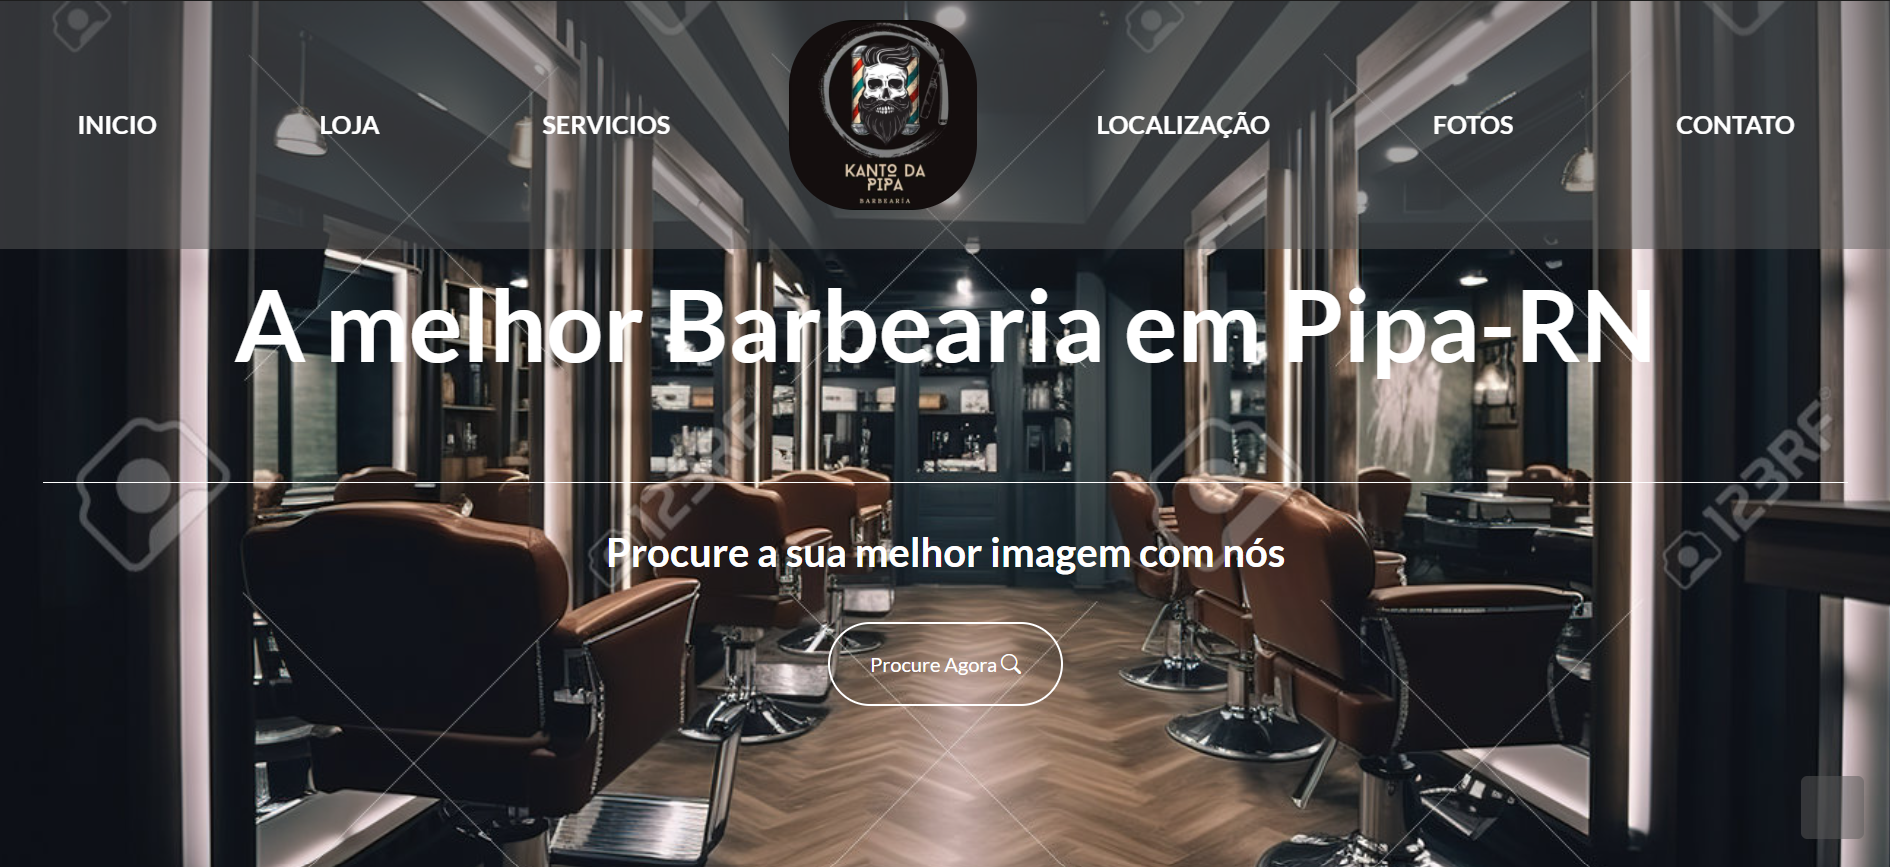 INICIO
LOJA
SERVICIOS
KANTO DA
PIPA
BARBEARÍA
LOCALIZAÇÃO
FOTOS
CONTATO
A melhor Barbearia em Pipa-RN
123RF®
123RF®
Procure a sua melhor imagem com nós
Procure Agora